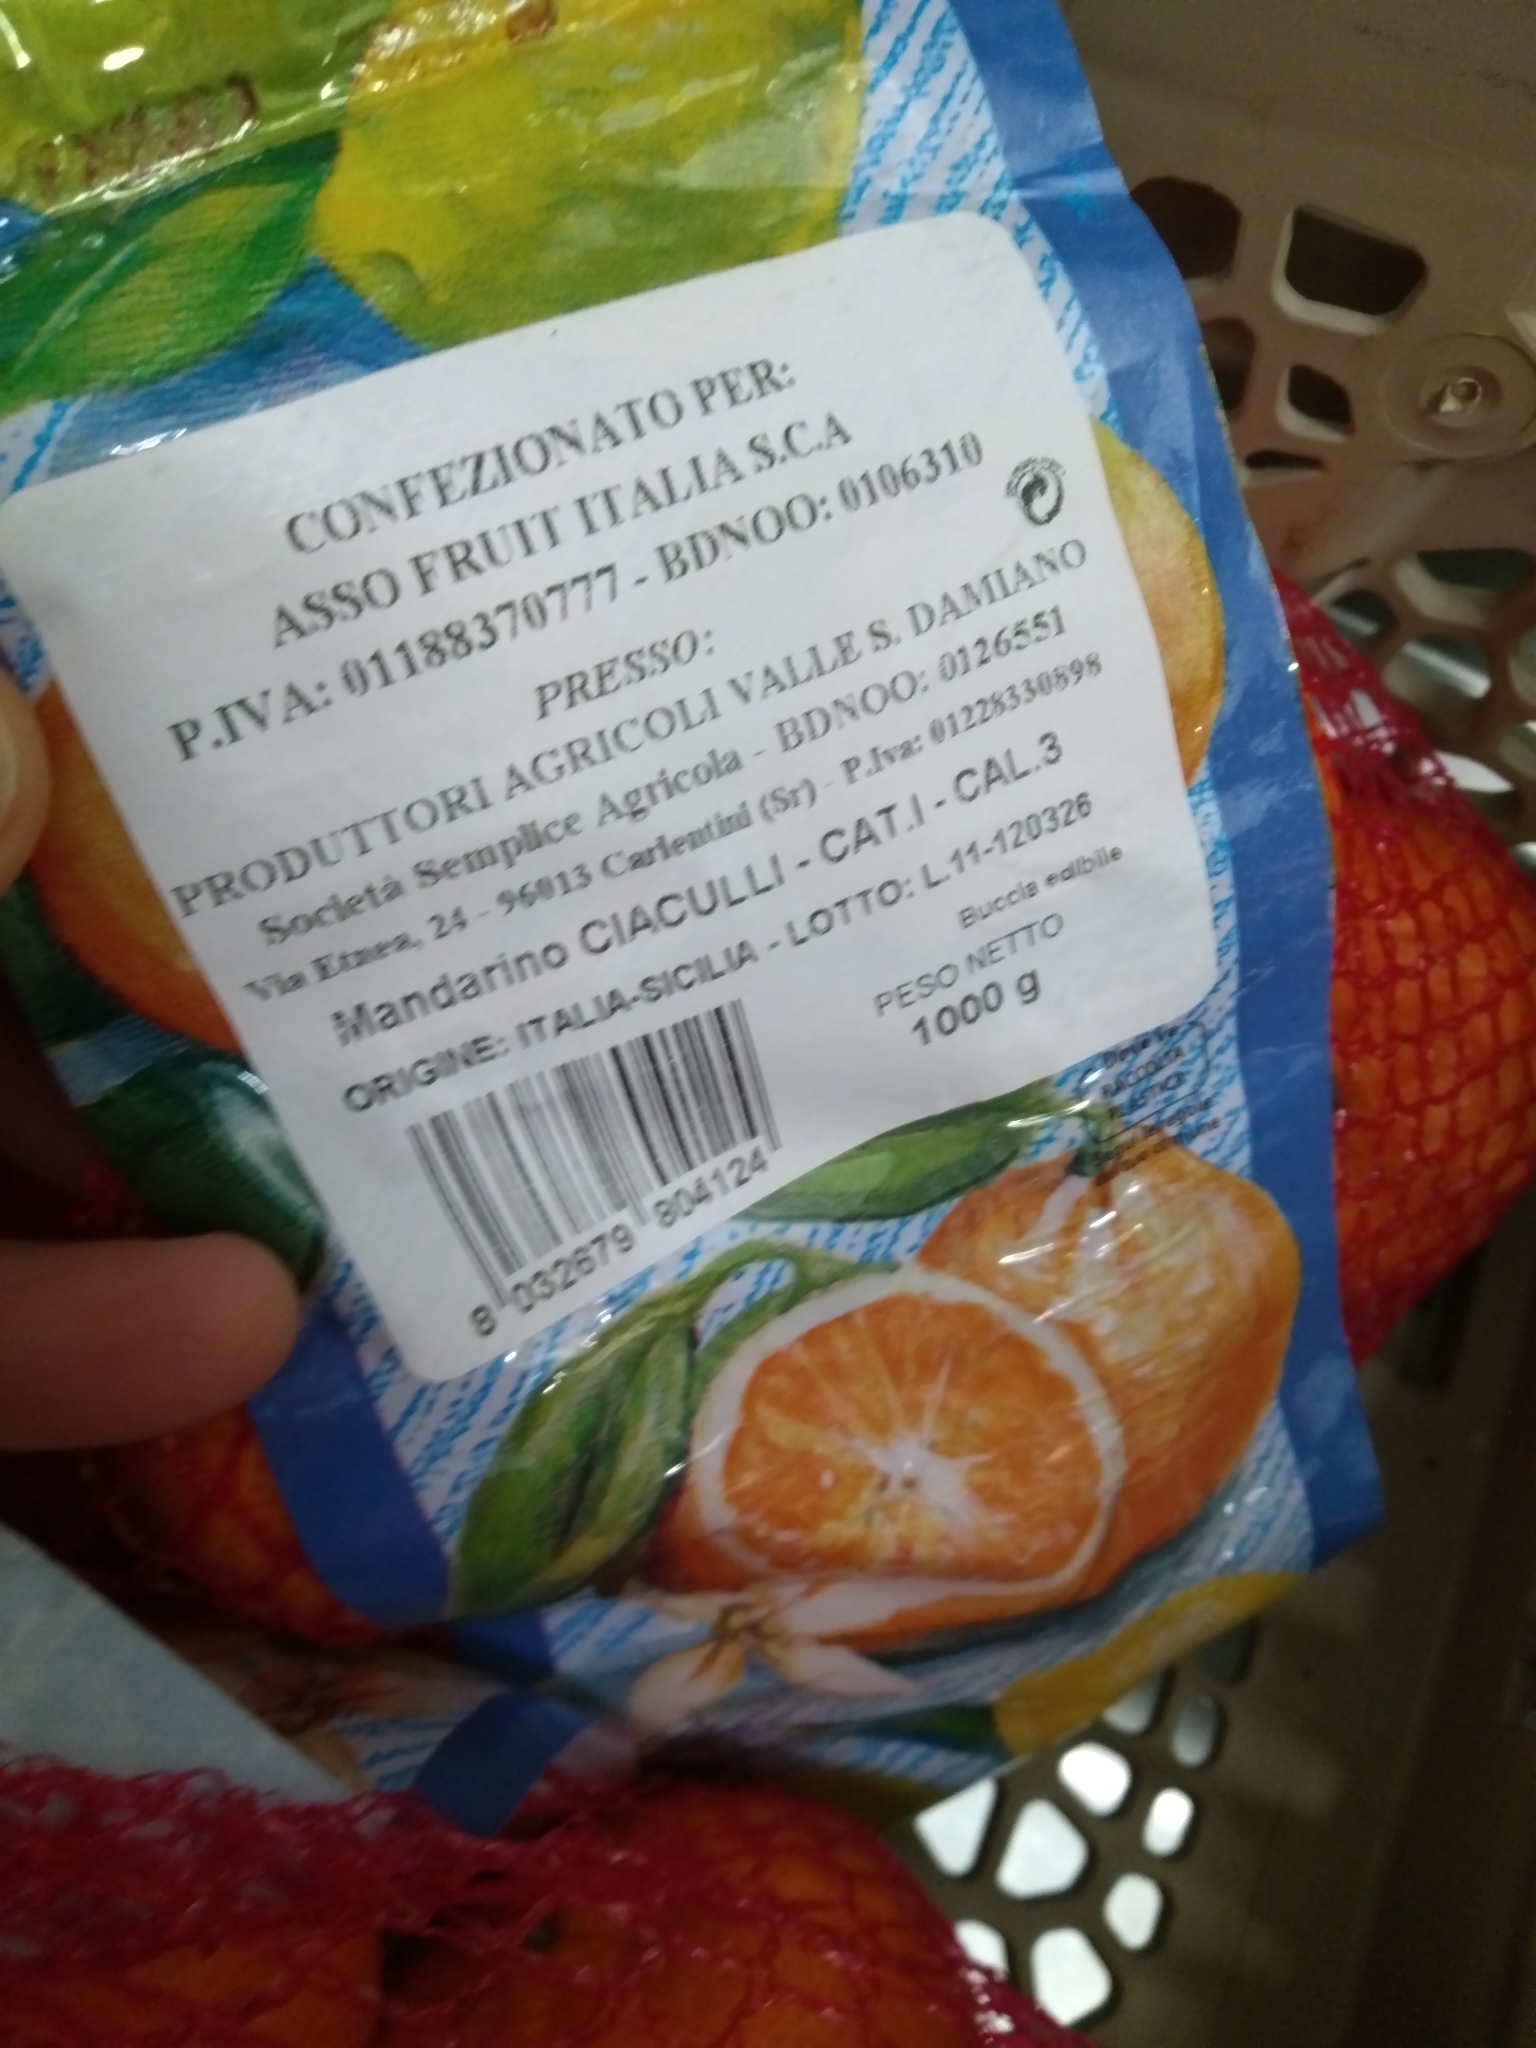 CONFEZIONATO PER:
ASSO FRUIT ITALIA S.C.A
P.IVA: 01188370777 - BDNOO: 0106310
PRESSO:
PRODUTTORI AGRICOLI VALLE S. DAMIANO
Società Semplice Agricola - BDNOO: 0126551
Via Etnea, 24 - 96013 Carlentini (Sr) - P.Iva: 01228330898
Mandarino CIACULLI - CAT.I - CAL.3
ORIGINE: ITALIA-SICILIA - LOTTO: L.11-120326
Buccia edibile
PESO NETTO
1000 g
8 032679 804124
RACCOLTA
PLASTICA